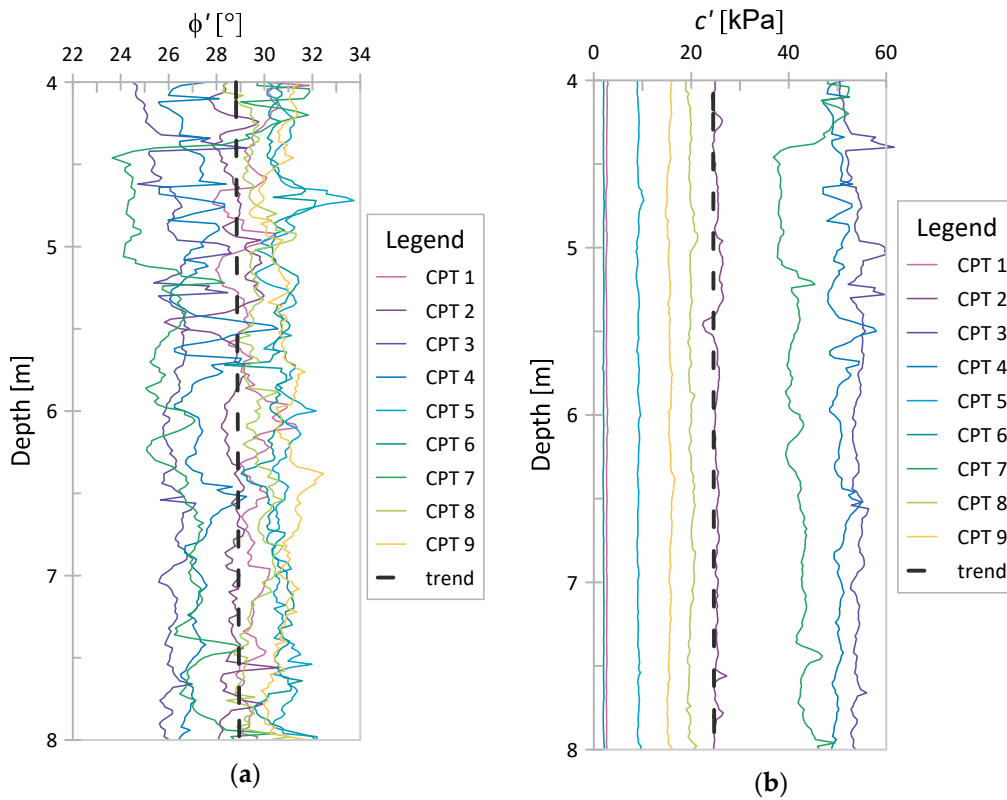 ϕ′ [°]
22 24 26 28 30 32 34
4
5
6
7
8
Depth [m]
Legend
CPT 1
CPT 2
CPT 3
CPT 4
CPT 5
CPT 6
CPT 7
CPT 8
CPT 9
trend
(a)
c′ [kPa]
0 20 40 60
4
5
6
7
8
Depth [m]
Legend
CPT 1
CPT 2
CPT 3
CPT 4
CPT 5
CPT 6
CPT 7
CPT 8
CPT 9
trend
(b)